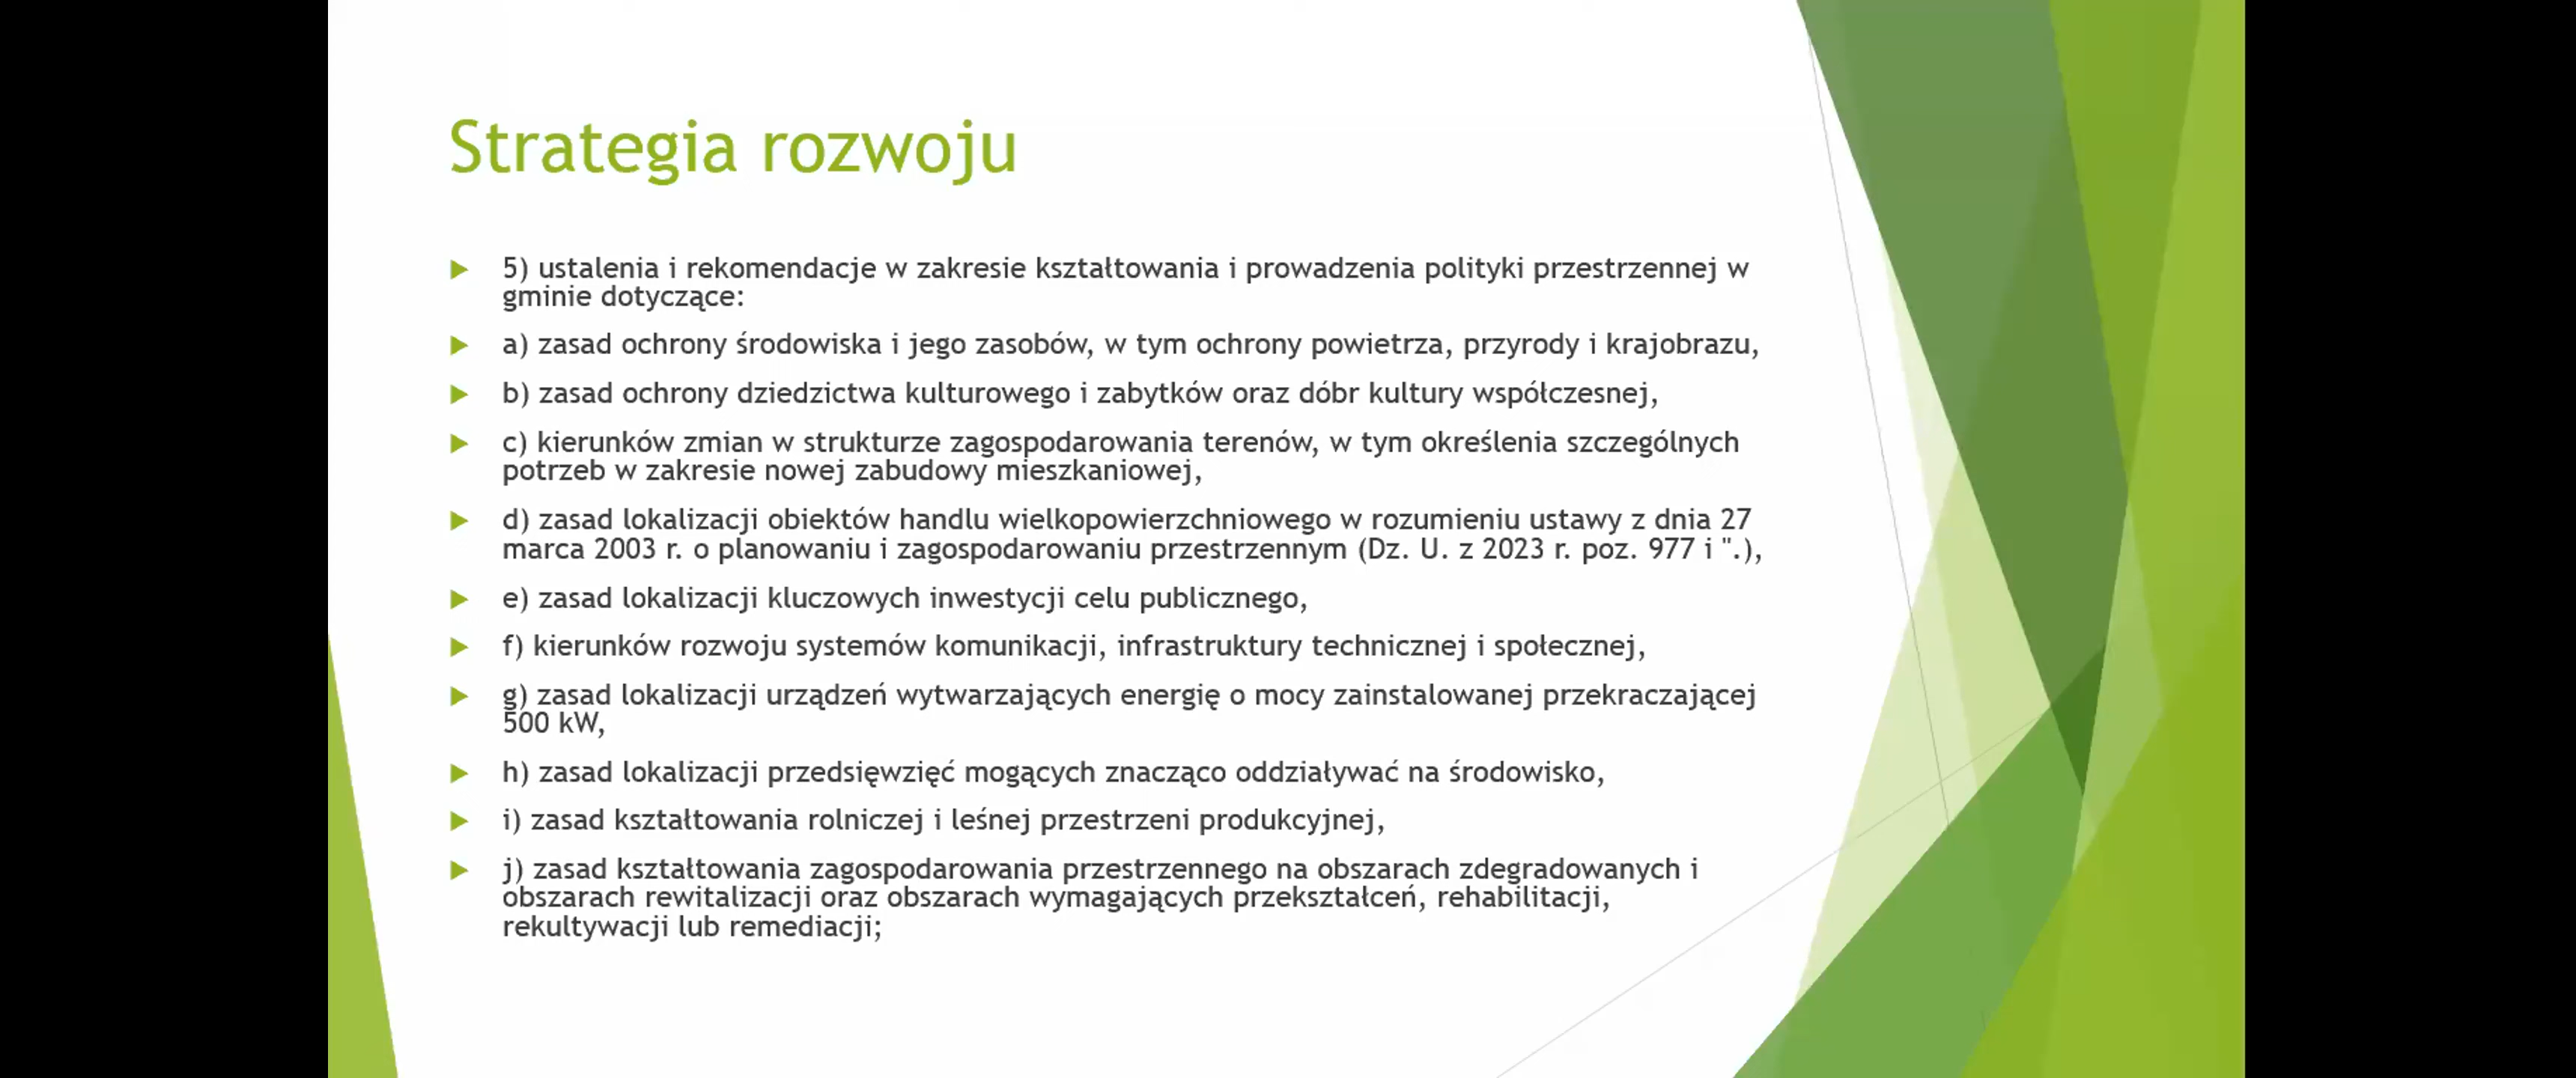 Strategia rozwoju
5) ustalenia i rekomendacje w zakresie kształtowania i prowadzenia polityki przestrzennej w
gminie dotyczące:
a) zasad ochrony środowiska i jego zasobów, w tym ochrony powietrza, przyrody i krajobrazu,
b) zasad ochrony dziedzictwa kulturowego i zabytków oraz dóbr kultury współczesnej,
c) kierunków zmian w strukturze zagospodarowania terenów, w tym określenia szczególnych
potrzeb w zakresie nowej zabudowy mieszkaniowej,
d) zasad lokalizacji obiektów handlu wielkopowierzchniowego w rozumieniu ustawy z dnia 27
marca 2003 r. o planowaniu i zagospodarowaniu przestrzennym (Dz. U. z 2023 r. poz. 977 i ".),
e) zasad lokalizacji kluczowych inwestycji celu publicznego,
f) kierunków rozwoju systemów komunikacji, infrastruktury technicznej i społecznej,
g) zasad lokalizacji urządzeń wytwarzających energię o mocy zainstalowanej przekraczającej
500 kW,
h) zasad lokalizacji przedsięwzięć mogących znacząco oddziaływać na środowisko,
i) zasad kształtowania rolniczej i leśnej przestrzeni produkcyjnej,
j) zasad kształtowania zagospodarowania przestrzennego na obszarach zdegradowanych i
obszarach rewitalizacji oraz obszarach wymagających przekształceń, rehabilitacji,
rekultywacji lub remediacji;